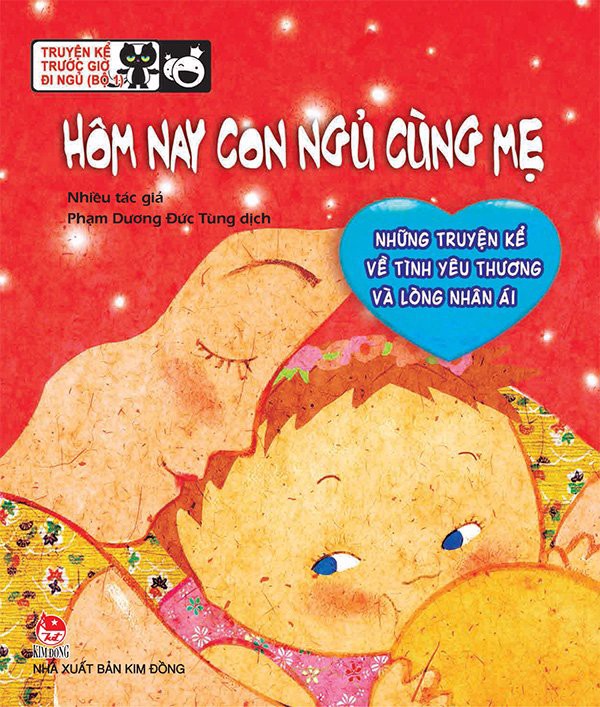 TRUYỆN KỂ
TRƯỚC GIỜ
ĐI NGỦ (BỘ 1)
HÔM NAY CON NGỦ CÙNG MẸ
Nhiều tác giả
Phạm Dương Đức Tùng dịch
NHỮNG TRUYỆN KỂ
VỀ TÌNH YÊU THƯƠNG
VÀ LÒNG NHÂN ÁI
KIM ĐỒNG
NHÀ XUẤT BẢN KIM ĐỒNG